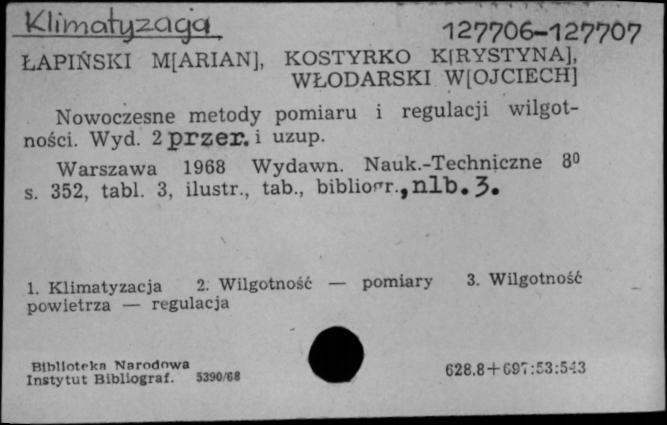 Klimatyzacja
127706-127707
ŁAPIŃSKI M[ARIAN], KOSTYRKO K[RYSTYNA],
WŁODARSKI W[OJCIECH]
Nowoczesne metody pomiaru i regulacji wilgot-
ności. Wyd. 2 przer. i uzup.
Warszawa 1968 Wydawn. Nauk.-Techniczne 8⁰
s. 352, tabl. 3, ilustr., tab., bibliogr., nlb. 3.
1. Klimatyzacja 2. Wilgotność — pomiary 3. Wilgotność
powietrza — regulacja
Biblioteka Narodowa
Instytut Bibliograf. 5390/68
628.8+697:53:543